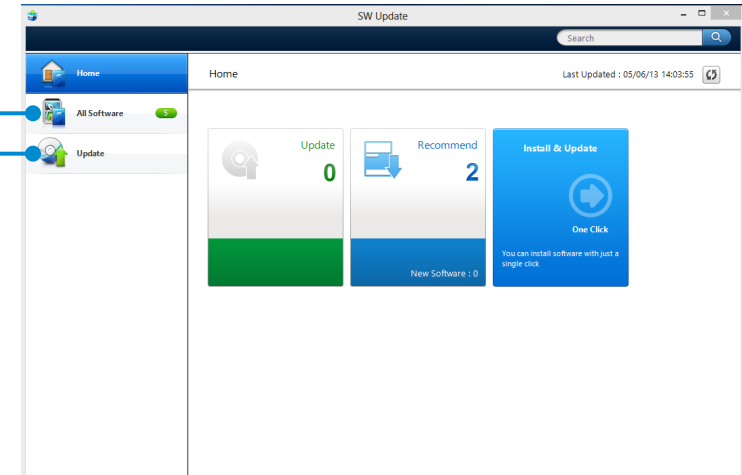 SW Update
Search
Home
All Software
5
Update
Home
Last Updated : 05/06/13 14:03:55
Update
0
Recommend
2
New Software : 0
Install & Update
One Click
You can install software with just a
single click